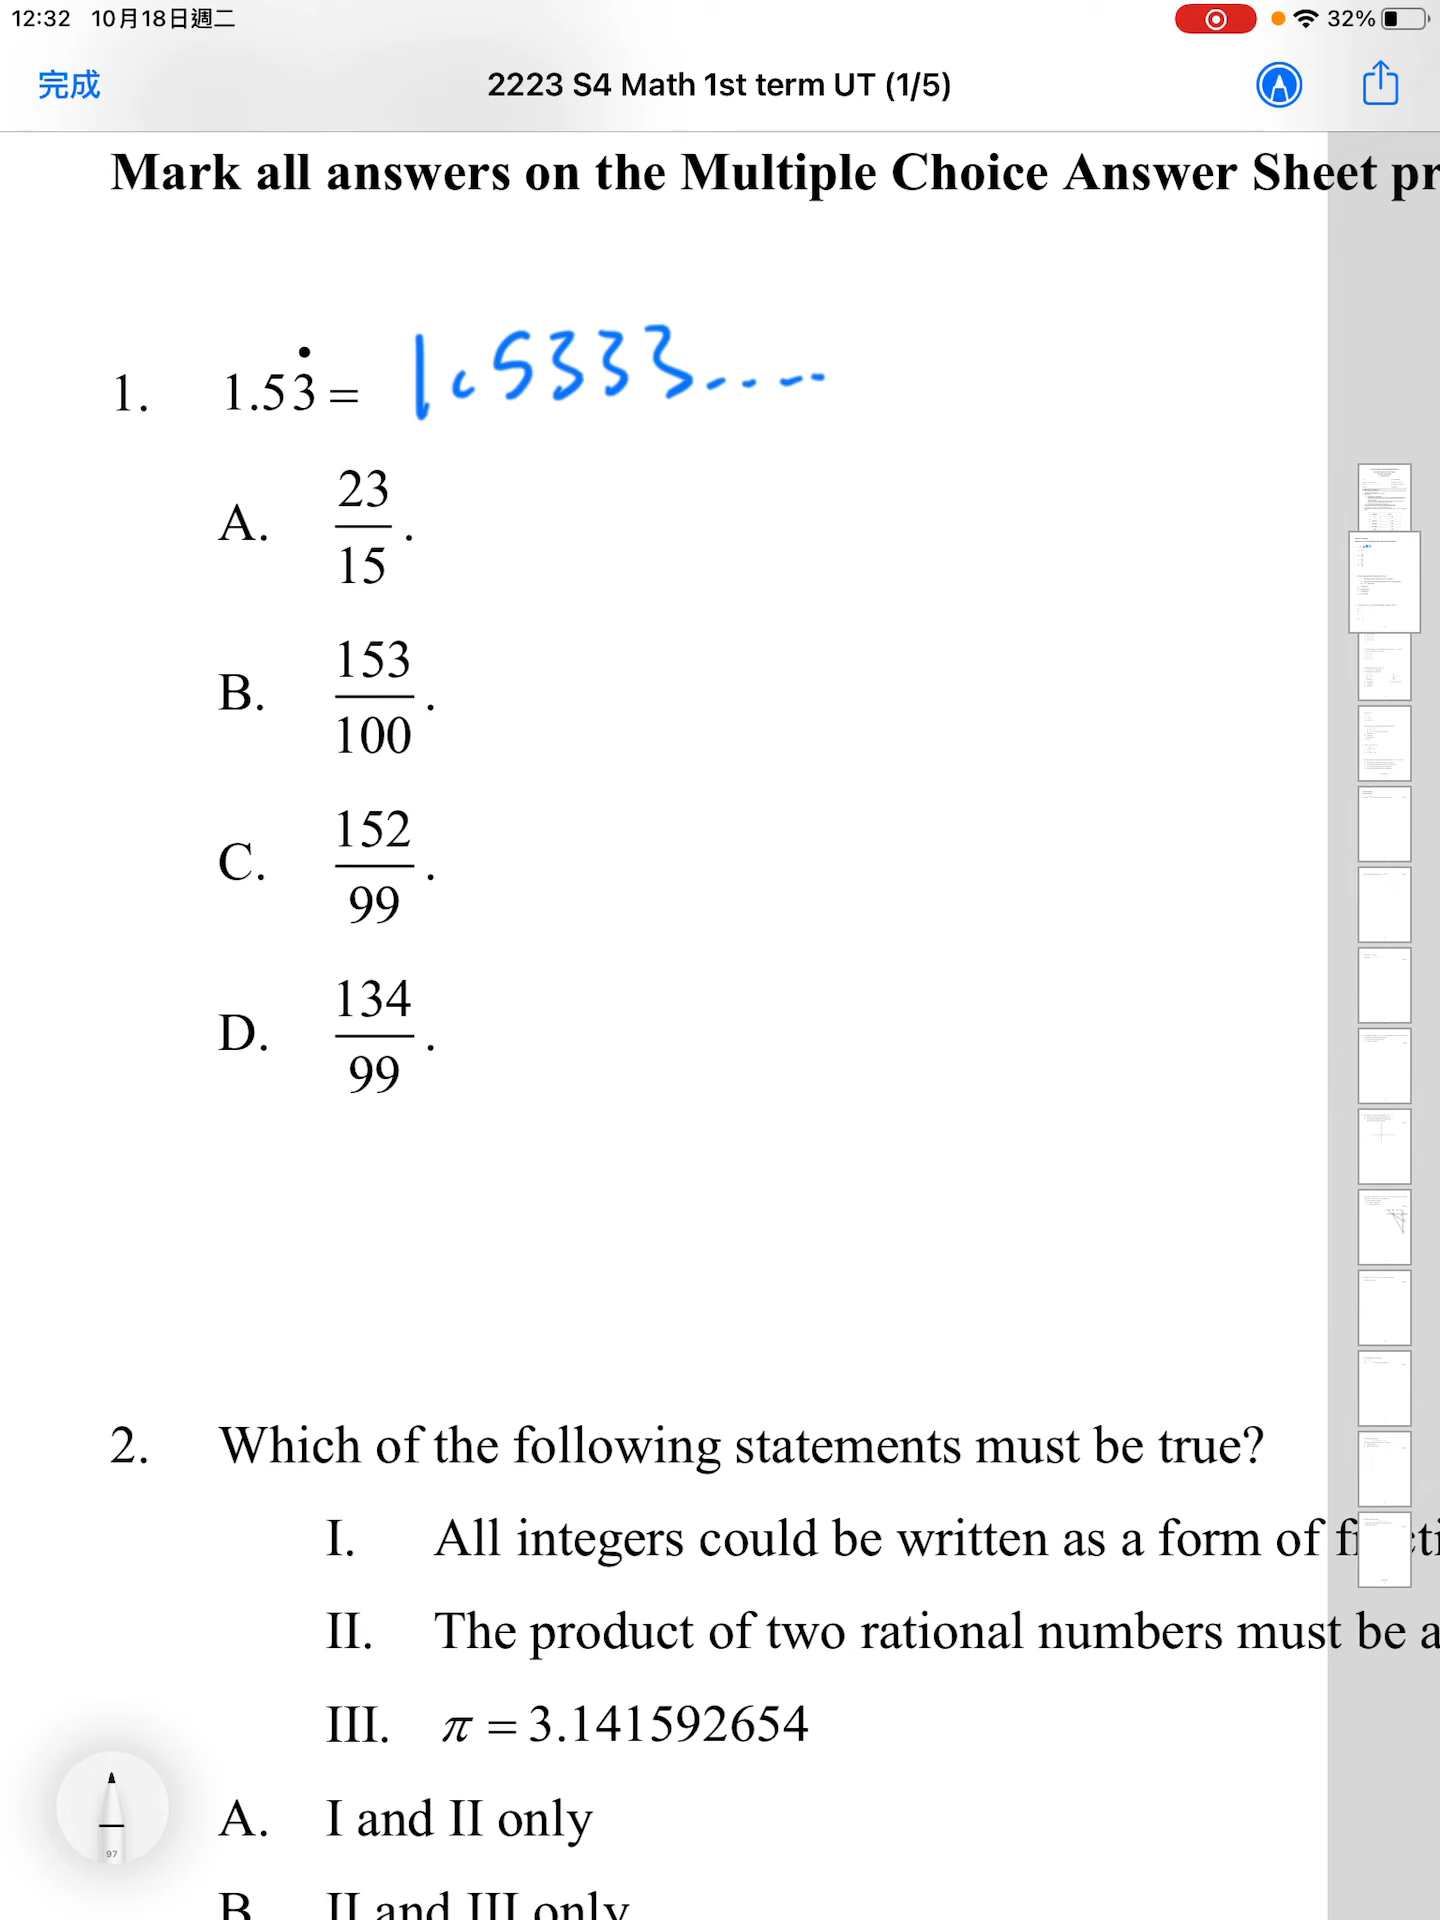 12:32 10月18日週二 32%
完成 2223 S4 Math 1st term UT (1/5)
Mark all answers on the Multiple Choice Answer Sheet pr
1. 1.53̇ = 1.5333.....
A. 23/15.
B. 153/100.
C. 152/99.
D. 134/99.
2. Which of the following statements must be true?
I. All integers could be written as a form of
II. The product of two rational numbers must be a
III. π = 3.141592654
A. I and II only
97
B. II and III only